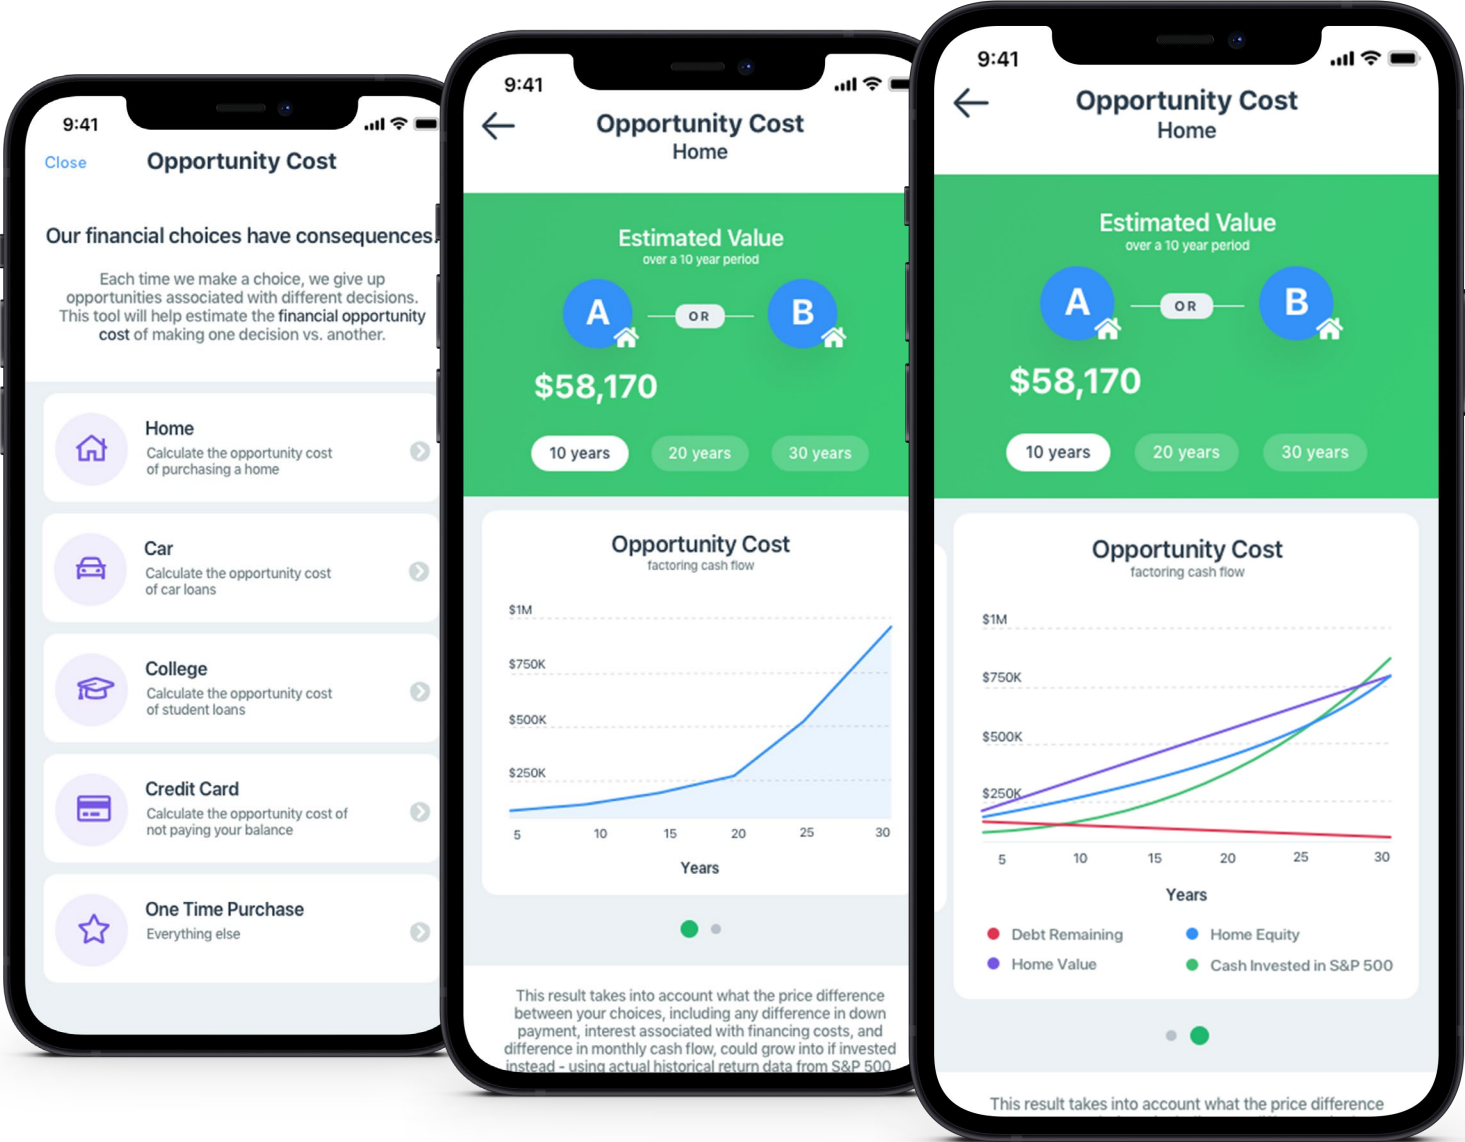 9:41
Close
Opportunity Cost
Our financial choices have consequences.
Each time we make a choice, we give up
opportunities associated with different decisions.
This tool will help estimate the financial opportunity
cost of making one decision vs. another.
Home
Calculate the opportunity cost
of purchasing a home
Car
Calculate the opportunity cost
of car loans
College
Calculate the opportunity cost
of student loans
Credit Card
Calculate the opportunity cost of
not paying your balance
One Time Purchase
Everything else
9:41
Opportunity Cost
Home
Estimated Value
over a 10 year period
A OR B
$58,170
10 years 20 years 30 years
Opportunity Cost
factoring cash flow
$1M
$750K
$500K
$250K
5 10 15 20 25 30
Years
This result takes into account what the price difference
between your choices, including any difference in down
payment, interest associated with financing costs, and
difference in monthly cash flow, could grow into if invested
instead - using actual historical return data from S&P 500
9:41
Opportunity Cost
Home
Estimated Value
over a 10 year period
A OR B
$58,170
10 years 20 years 30 years
Opportunity Cost
factoring cash flow
$1M
$750K
$500K
$250K
5 10 15 20 25 30
Years
Debt Remaining Home Equity
Home Value Cash Invested in S&P 500
This result takes into account what the price difference